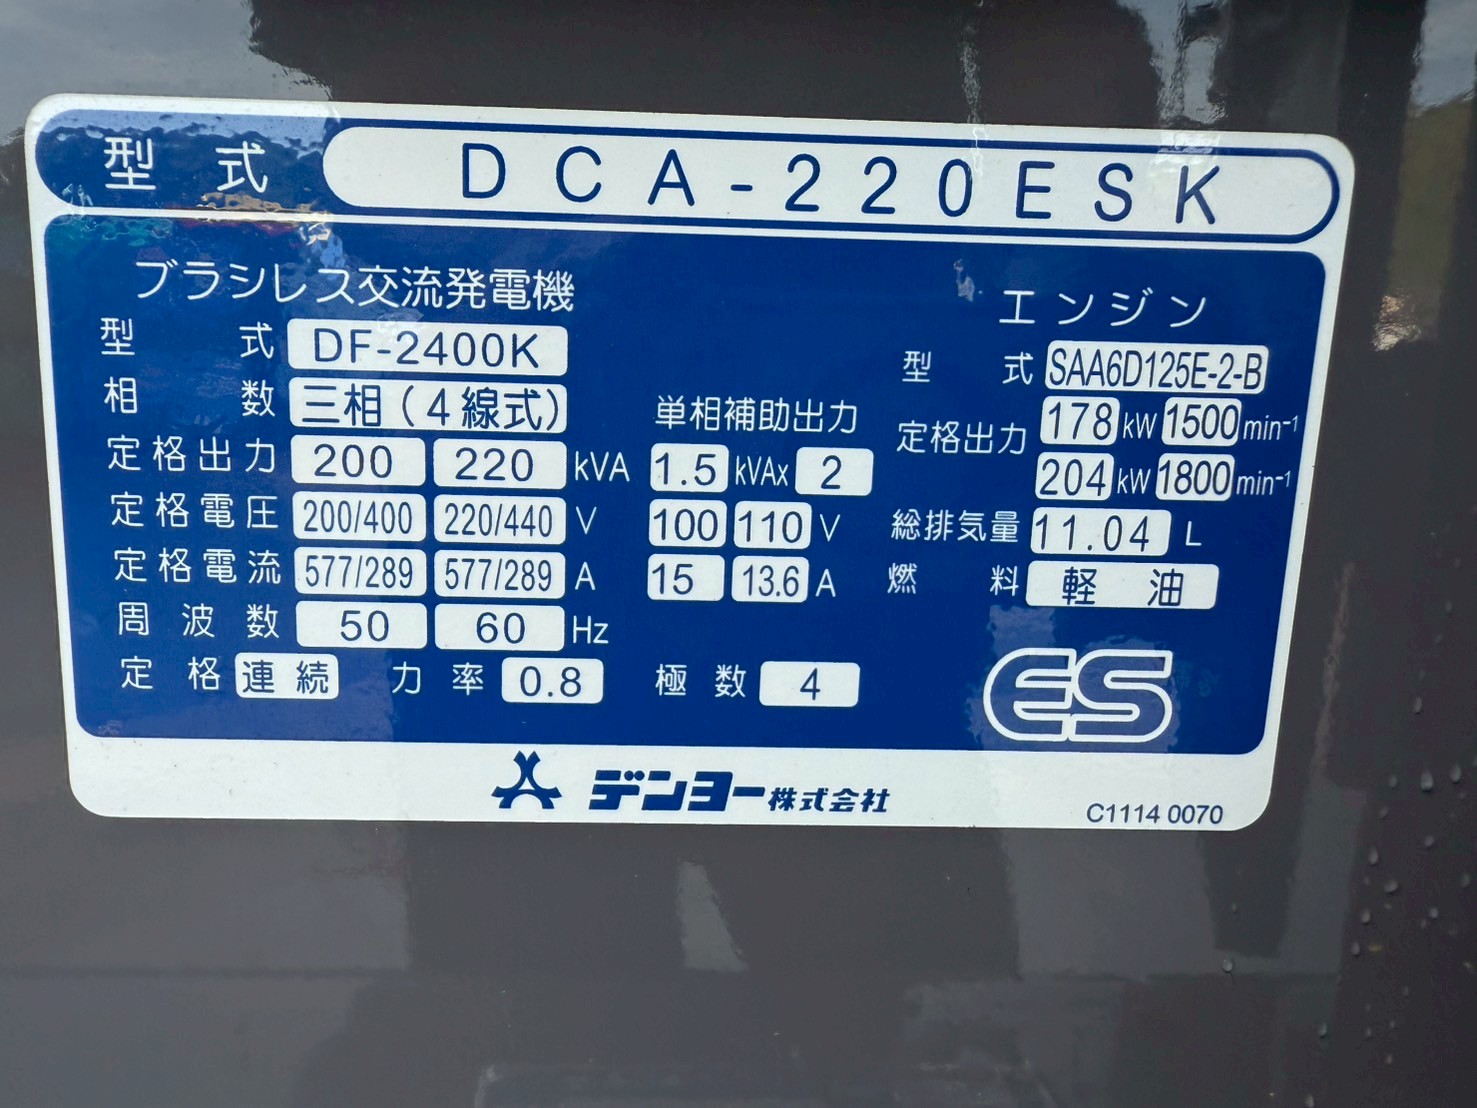 型式 DCA-220ESK
ブラシレス交流発電機
型式 DF-2400K
相数 三相(4線式)
定格出力 200 220 kVA
定格電圧 200/400 220/440 V
定格電流 577/289 577/289 A
周波数 50 60 Hz
定格 連続 力率 0.8 極数 4
単相補助出力
1.5 kVAx 2
100 110 V
15 13.6 A
エンジン
型式 SAA6D125E-2-B
定格出力 178 kW 1500 min⁻¹
204 kW 1800 min⁻¹
総排気量 11.04 L
燃料 軽油
ES
デンヨー株式会社
C1114 0070